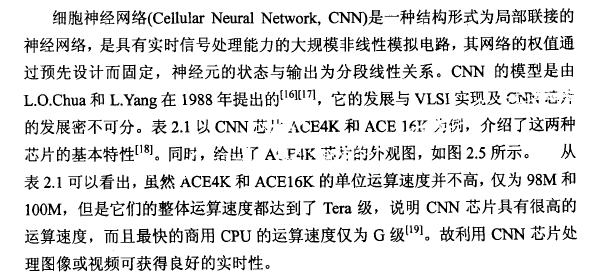 细胞神经网络(Cellular Neural Network, CNN)是一种结构形式为局部联接的
神经网络，是具有实时信号处理能力的大规模非线性模拟电路，其网络的权值通
过预先设计而固定，神经元的状态与输出为分段线性关系。CNN 的模型是由
L.O.Chua 和 L.Yang 在 1988 年提出的[16][17]，它的发展与 VLSI 实现及 CNN 芯片
的发展密不可分。表 2.1 以 CNN 芯片 ACE4K 和 ACE 16K 为例，介绍了这两种
芯片的基本特性[18]。同时，给出了 ACE4K 芯片的外观图，如图 2.5 所示。 从
表 2.1 可以看出，虽然 ACE4K 和 ACE16K 的单位运算速度并不高，仅为 98M 和
100M，但是它们的整体运算速度都达到了 Tera 级，说明 CNN 芯片具有很高的
运算速度，而且最快的商用 CPU 的运算速度仅为 G 级[19]。故利用 CNN 芯片处
理图像或视频可获得良好的实时性。